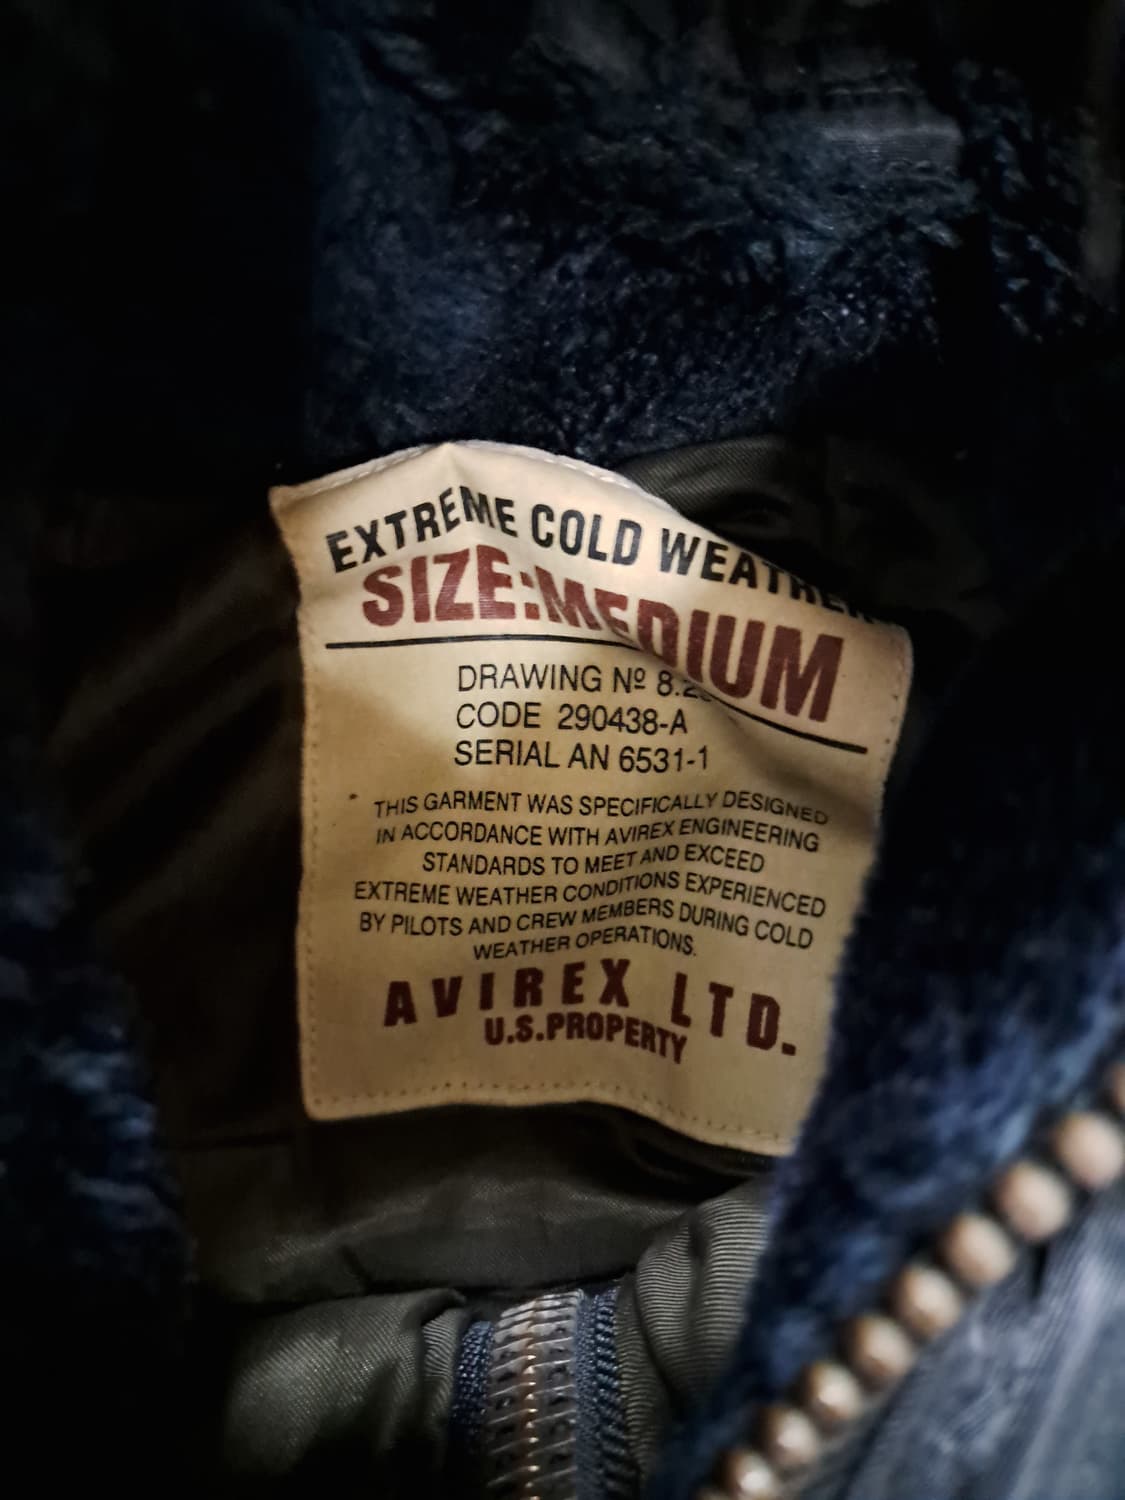 EXTREME COLD WEATHER
SIZE:MEDIUM
DRAWING Nº
CODE 290438-A
SERIAL AN 6531-1
THIS GARMENT WAS SPECIFICALLY DESIGNED
IN ACCORDANCE WITH AVIREX ENGINEERING
STANDARDS TO MEET AND EXCEED
EXTREME WEATHER CONDITIONS EXPERIENCED
BY PILOTS AND CREW MEMBERS DURING COLD
WEATHER OPERATIONS.
AVIREX LTD.
U.S.PROPERTY